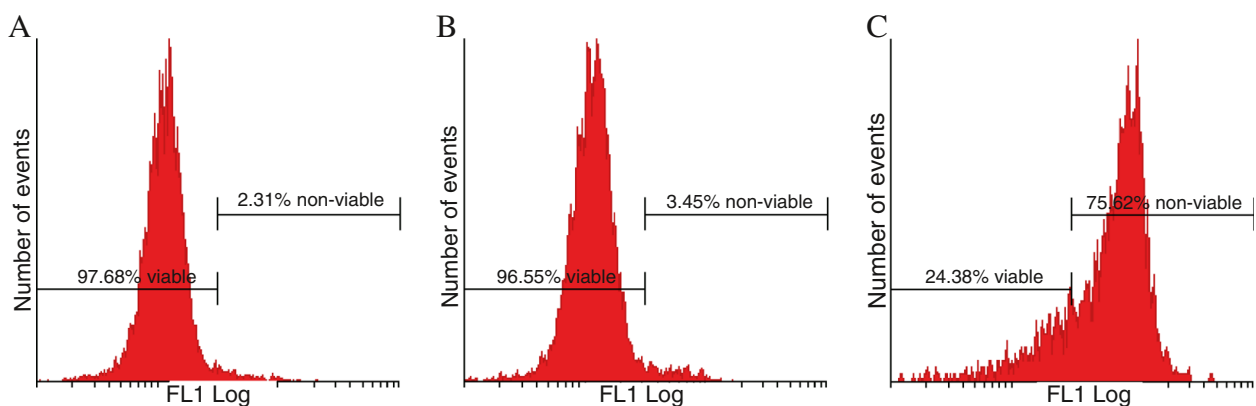 A
Number of events
2.31% non-viable
97.68% viable
FL1 Log
B
Number of events
3.45% non-viable
96.55% viable
FL1 Log
C
Number of events
75.62% non-viable
24.38% viable
FL1 Log